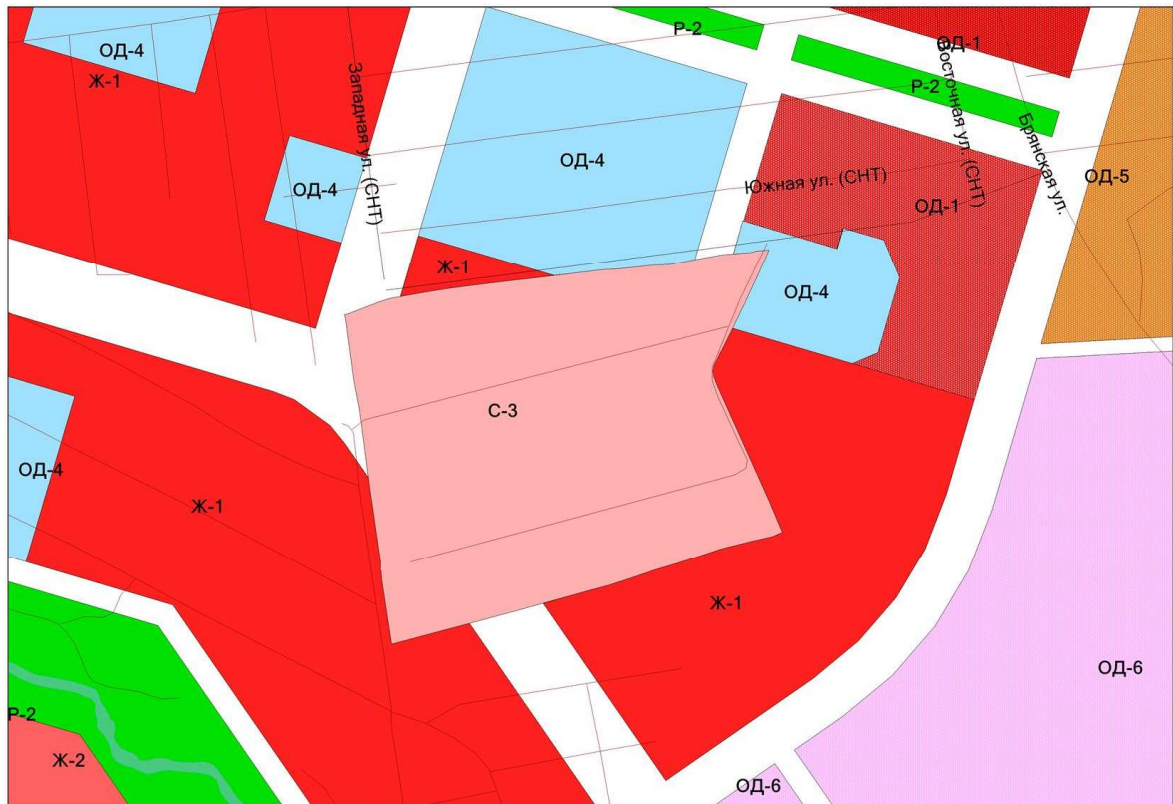 Р-2
ОД-1
ОД-4
Ж-1
Западная ул. (СНТ)
Восточная ул. (СНТ)
Р-2
Брянская ул.
ОД-4
ОД-5
ОД-4
Южная ул. (СНТ)
ОД-1
Ж-1
ОД-4
С-3
ОД-4
Ж-1
Ж-1
ОД-6
Р-2
Ж-2
ОД-6